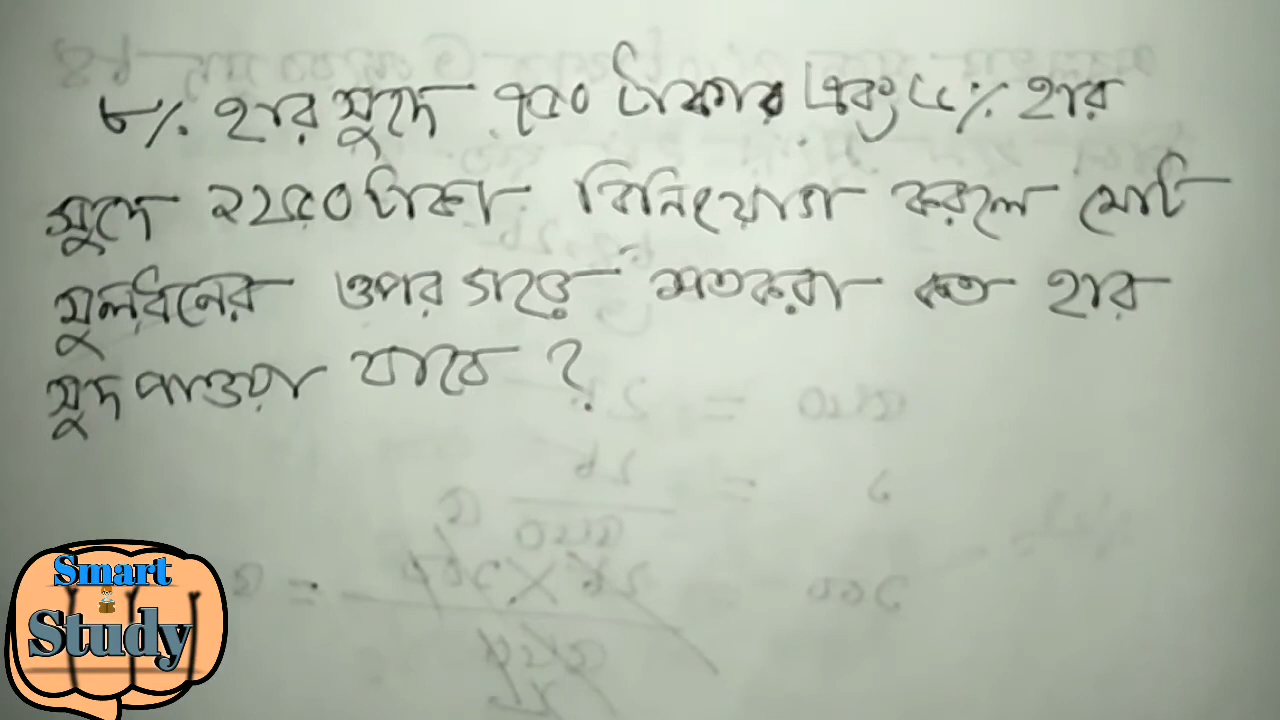 ৮% হার সুদে ৭৫০ টাকার এবং ৫% হার
সুদে ২২৫০ টাকা বিনিয়োগ করলে মোট
মুলধনের ওপর গড়ে শতকরা কত হার
সুদ পাওয়া যাবে ?
Smart
Study